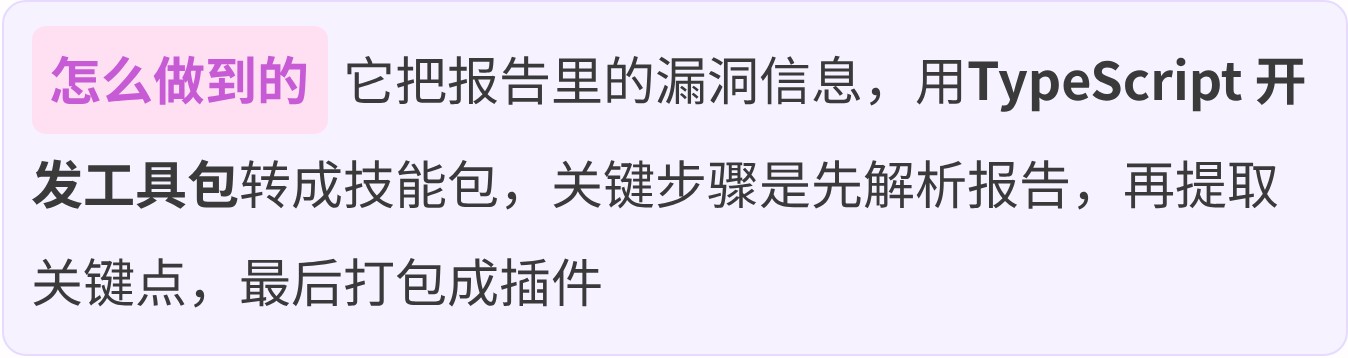 怎么做到的 它把报告里的漏洞信息，用TypeScript 开
发工具包转成技能包，关键步骤是先解析报告，再提取
关键点，最后打包成插件